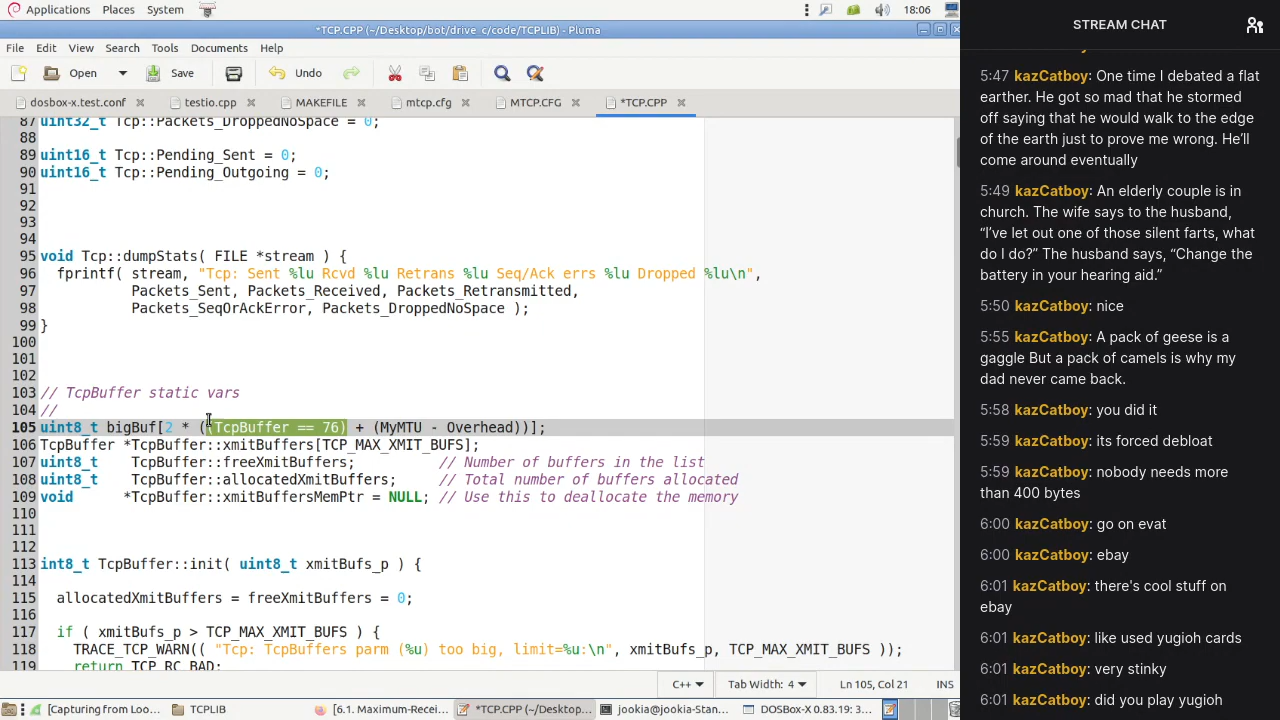 Applications Places System 18:06
*TCP.CPP (~/Desktop/bot/drive_c/code/TCPLIB) - Pluma
File Edit View Search Tools Documents Help
Open Save Undo
dosbox-x.test.conf testio.cpp MAKEFILE mtcp.cfg MTCP.CFG *TCP.CPP
87 uint32_t Tcp::Packets_DroppedNoSpace = 0;
88
89 uint16_t Tcp::Pending_Sent = 0;
90 uint16_t Tcp::Pending_Outgoing = 0;
91
92
93
94
95 void Tcp::dumpStats( FILE *stream ) {
96 fprintf( stream, "Tcp: Sent %lu Rcvd %lu Retrans %lu Seq/Ack errs %lu Dropped %lu\n",
97 Packets_Sent, Packets_Received, Packets_Retransmitted,
98 Packets_SeqOrAckError, Packets_DroppedNoSpace );
99 }
100
101
102
103 // TcpBuffer static vars
104 //
105 uint8_t bigBuf[2 * ((TcpBuffer == 76) + (MyMTU - Overhead))];
106 TcpBuffer *TcpBuffer::xmitBuffers[TCP_MAX_XMIT_BUFS];
107 uint8_t TcpBuffer::freeXmitBuffers; // Number of buffers in the list
108 uint8_t TcpBuffer::allocatedXmitBuffers; // Total number of buffers allocated
109 void *TcpBuffer::xmitBuffersMemPtr = NULL; // Use this to deallocate the memory
110
111
112
113 int8_t TcpBuffer::init( uint8_t xmitBufs_p ) {
114
115 allocatedXmitBuffers = freeXmitBuffers = 0;
116
117 if ( xmitBufs_p > TCP_MAX_XMIT_BUFS ) {
118 TRACE_TCP_WARN(( "Tcp: TcpBuffers parm (%u) too big, limit=%u:\n", xmitBufs_p, TCP_MAX_XMIT_BUFS ));
119 return TCP_RC_BAD;
C++ Tab Width: 4 Ln 105, Col 21 INS
[Capturing from Loo... TCPLIB [6.1. Maximum-Recei... *TCP.CPP (~/Desktop... jookia@jookia-Stan... DOSBox-X 0.83.19: 3...
STREAM CHAT
5:47 kazCatboy: One time I debated a flat
earther. He got so mad that he stormed
off saying that he would walk to the edge
of the earth just to prove me wrong. He’ll
come around eventually
5:49 kazCatboy: An elderly couple is in
church. The wife says to the husband,
“I’ve let out one of those silent farts, what
do I do?” The husband says, “Change the
battery in your hearing aid.”
5:50 kazCatboy: nice
5:55 kazCatboy: A pack of geese is a
gaggle But a pack of camels is why my
dad never came back.
5:58 kazCatboy: you did it
5:59 kazCatboy: its forced debloat
5:59 kazCatboy: nobody needs more
than 400 bytes
6:00 kazCatboy: go on evat
6:00 kazCatboy: ebay
6:01 kazCatboy: there's cool stuff on
ebay
6:01 kazCatboy: like used yugioh cards
6:01 kazCatboy: very stinky
6:01 kazCatboy: did you play yugioh